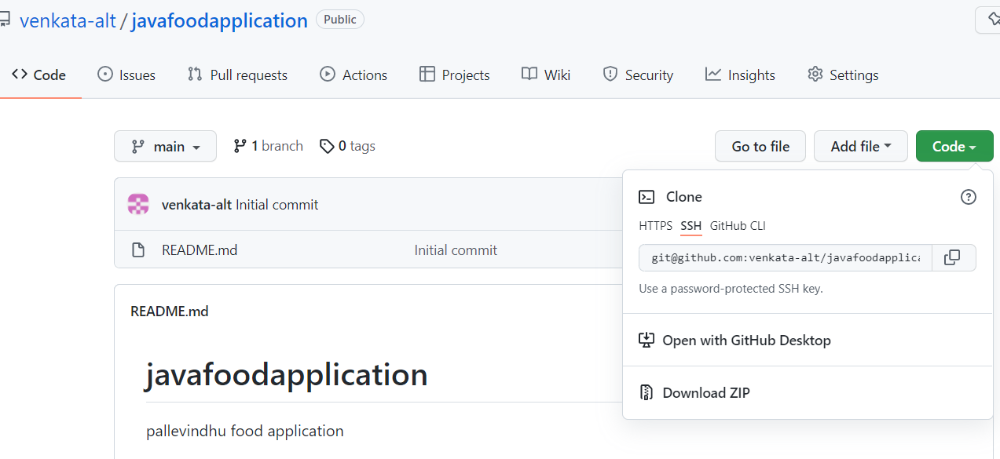 venkata-alt / javafoodapplication Public
Code Issues Pull requests Actions Projects Wiki Security Insights Settings
main 1 branch 0 tags Go to file Add file Code
venkata-alt Initial commit
README.md Initial commit
Clone
HTTPS SSH GitHub CLI
git@github.com:venkata-alt/javafoodapplica
Use a password-protected SSH key.
Open with GitHub Desktop
Download ZIP
README.md
javafoodapplication
pallevindhu food application